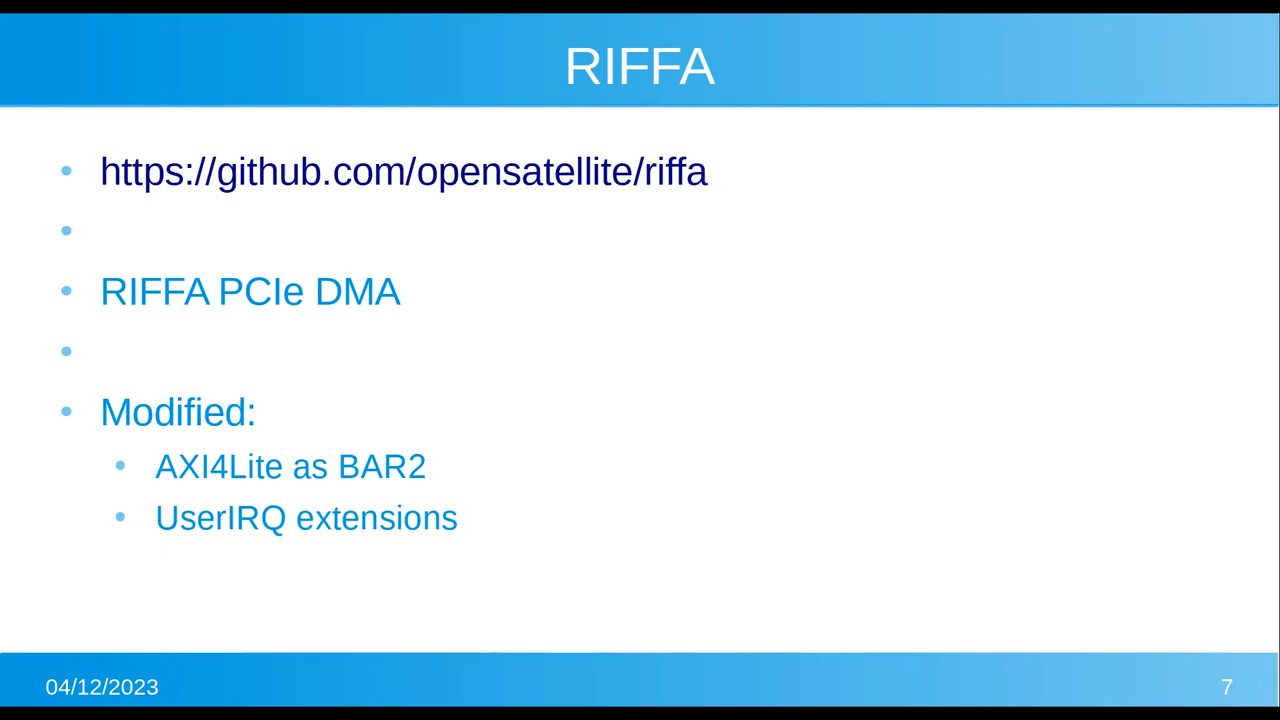 RIFFA
https://github.com/opensatellite/riffa
RIFFA PCIe DMA
Modified:
AXI4Lite as BAR2
UserIRQ extensions
04/12/2023
7